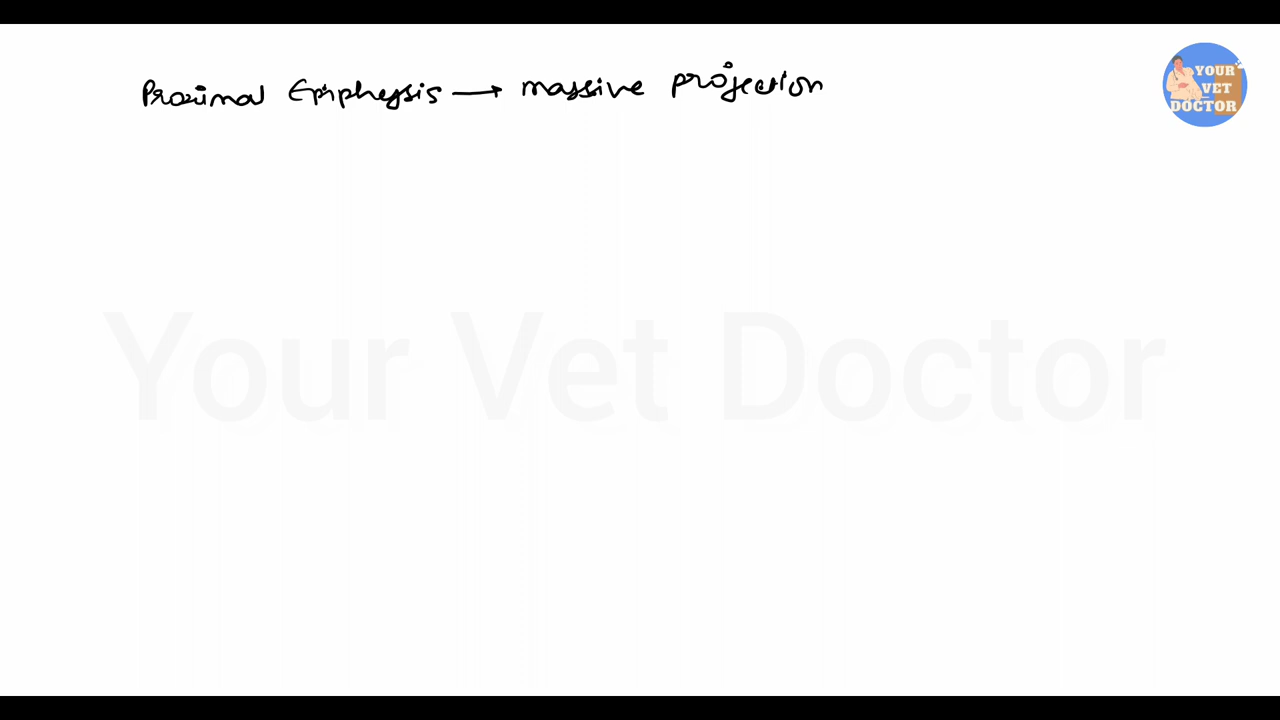 Proximal Epiphysis → massive projection
YOUR
VET
DOCTOR
Your Vet Doctor